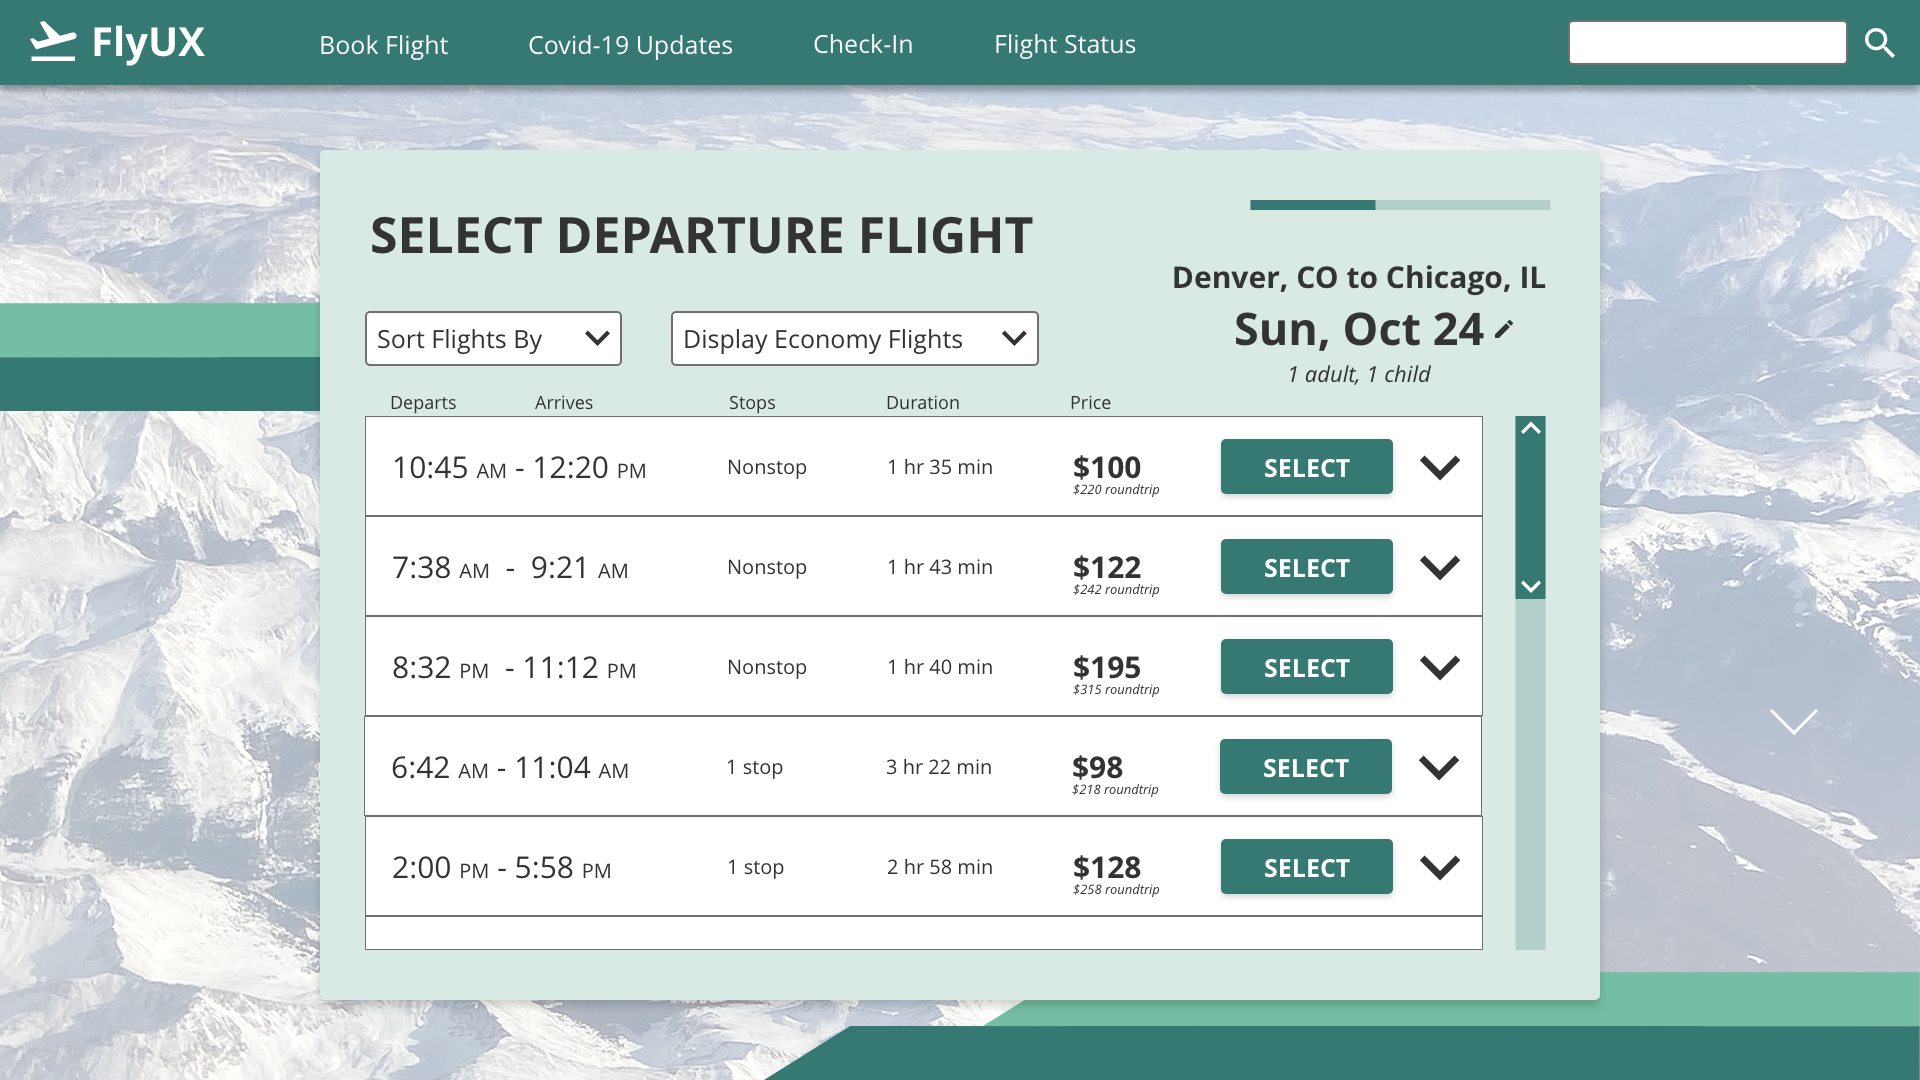 FlyUX Book Flight Covid-19 Updates Check-In Flight Status
SELECT DEPARTURE FLIGHT
Denver, CO to Chicago, IL
Sun, Oct 24
1 adult, 1 child
Sort Flights By Display Economy Flights
Departs Arrives Stops Duration Price
10:45 AM - 12:20 PM Nonstop 1 hr 35 min $100 SELECT
$220 roundtrip
7:38 AM - 9:21 AM Nonstop 1 hr 43 min $122 SELECT
$242 roundtrip
8:32 PM - 11:12 PM Nonstop 1 hr 40 min $195 SELECT
$315 roundtrip
6:42 AM - 11:04 AM 1 stop 3 hr 22 min $98 SELECT
$218 roundtrip
2:00 PM - 5:58 PM 1 stop 2 hr 58 min $128 SELECT
$258 roundtrip